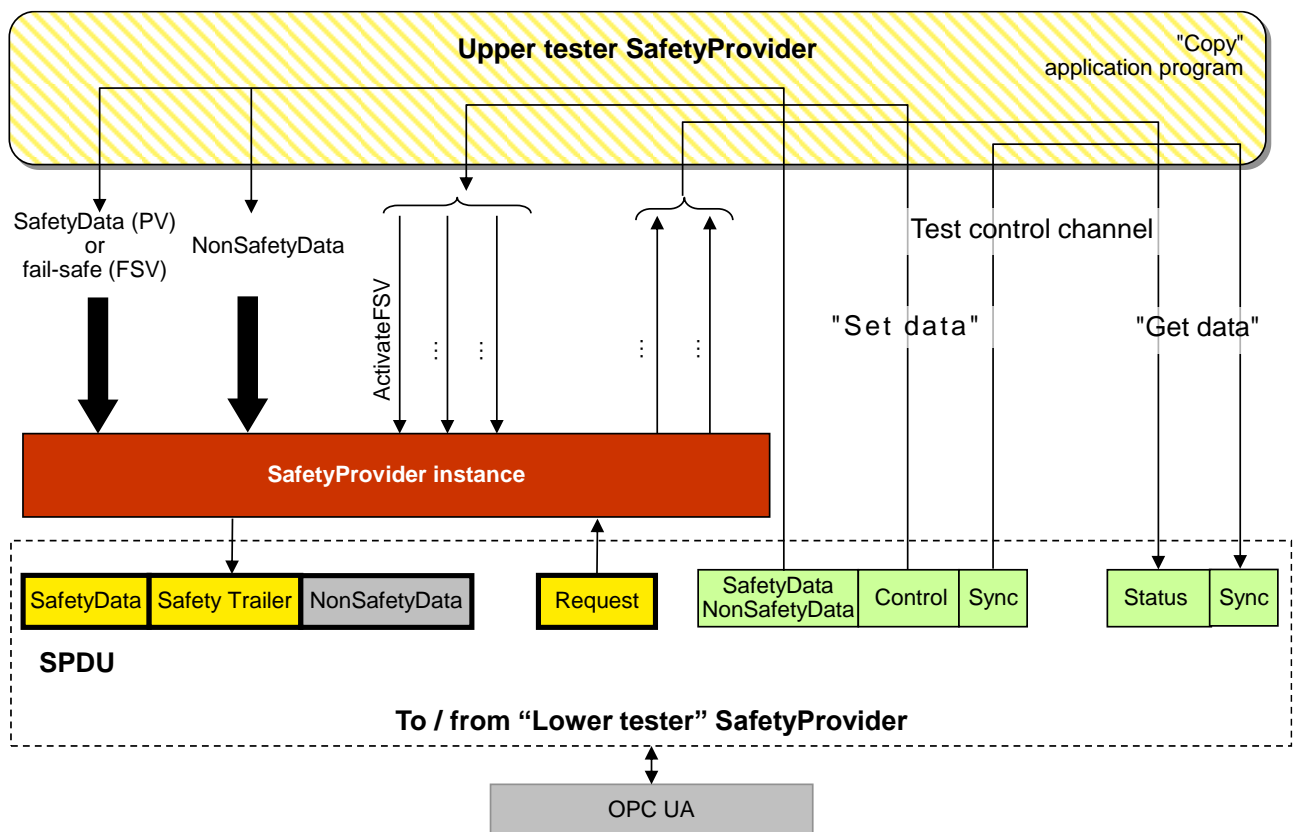 Upper tester SafetyProvider
"Copy"
application program
SafetyData (PV)
or
fail-safe (FSV)
NonSafetyData
Test control channel
ActivateFSV
...
...
...
...
"Set data"
"Get data"
SafetyProvider instance
SafetyData
Safety Trailer
NonSafetyData
Request
SafetyData
NonSafetyData
Control
Sync
Status
Sync
SPDU
To / from “Lower tester” SafetyProvider
OPC UA